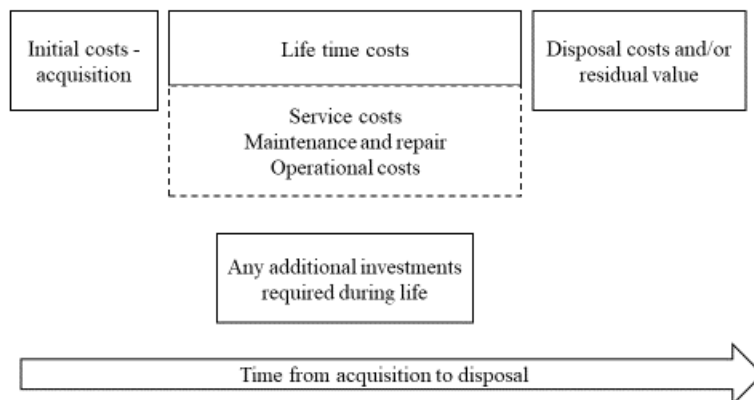 Initial costs -
acquisition
Life time costs
Service costs
Maintenance and repair
Operational costs
Disposal costs and/or
residual value
Any additional investments
required during life
Time from acquisition to disposal